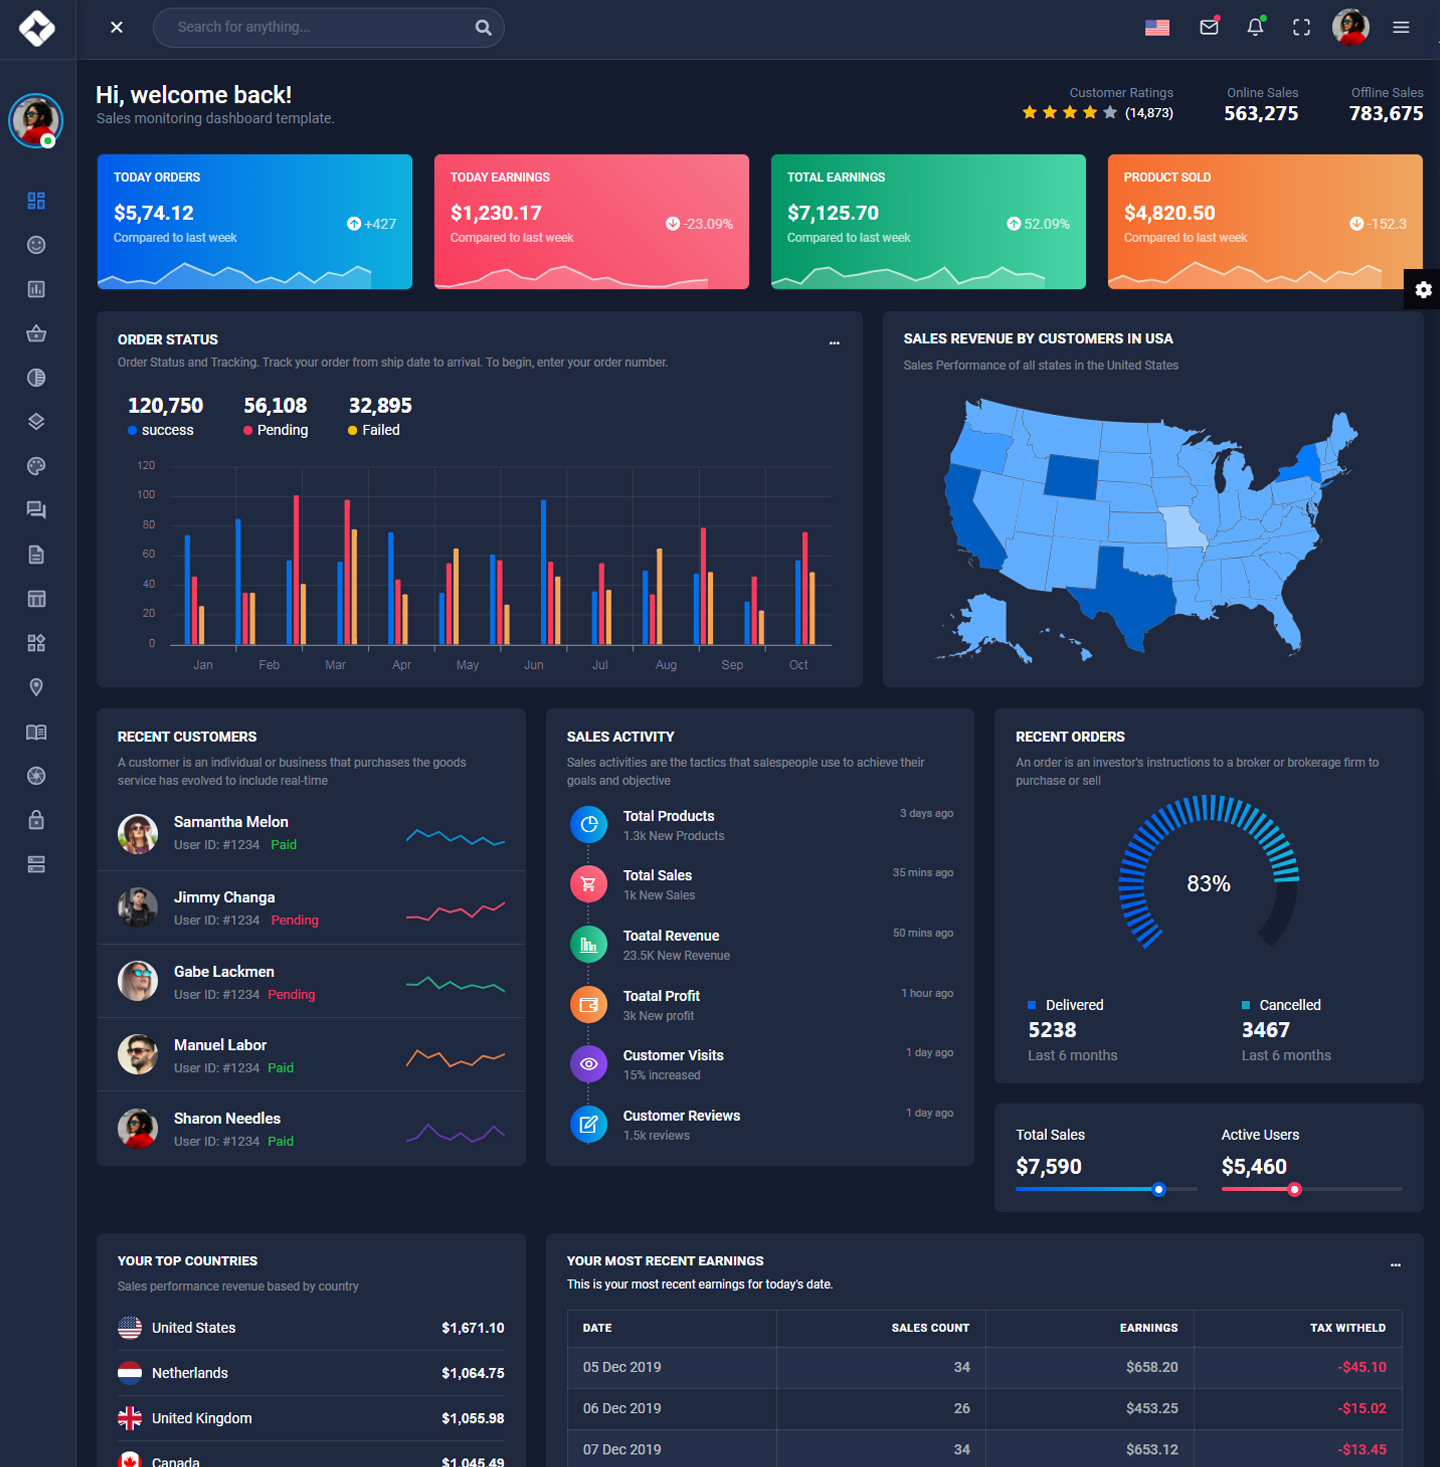 Search for anything...
Hi, welcome back!
Sales monitoring dashboard template.
Customer Ratings
(14,873)
Online Sales
563,275
Offline Sales
783,675
TODAY ORDERS
$5,74.12
Compared to last week
+427
TODAY EARNINGS
$1,230.17
Compared to last week
-23.09%
TOTAL EARNINGS
$7,125.70
Compared to last week
52.09%
PRODUCT SOLD
$4,820.50
Compared to last week
-152.3
ORDER STATUS
Order Status and Tracking. Track your order from ship date to arrival. To begin, enter your order number.
120,750
success
56,108
Pending
32,895
Failed
120
100
80
60
40
20
0
Jan Feb Mar Apr May Jun Jul Aug Sep Oct
SALES REVENUE BY CUSTOMERS IN USA
Sales Performance of all states in the United States
RECENT CUSTOMERS
A customer is an individual or business that purchases the goods
service has evolved to include real-time
Samantha Melon
User ID: #1234 Paid
Jimmy Changa
User ID: #1234 Pending
Gabe Lackmen
User ID: #1234 Pending
Manuel Labor
User ID: #1234 Paid
Sharon Needles
User ID: #1234 Paid
SALES ACTIVITY
Sales activities are the tactics that salespeople use to achieve their
goals and objective
Total Products 3 days ago
1.3k New Products
Total Sales 35 mins ago
1k New Sales
Toatal Revenue 50 mins ago
23.5K New Revenue
Toatal Profit 1 hour ago
3k New profit
Customer Visits 1 day ago
15% increased
Customer Reviews 1 day ago
1.5k reviews
RECENT ORDERS
An order is an investor's instructions to a broker or brokerage firm to
purchase or sell
83%
Delivered
5238
Last 6 months
Cancelled
3467
Last 6 months
Total Sales
$7,590
Active Users
$5,460
YOUR TOP COUNTRIES
Sales performance revenue based by country
United States $1,671.10
Netherlands $1,064.75
United Kingdom $1,055.98
Canada $1,045.49
YOUR MOST RECENT EARNINGS
This is your most recent earnings for today's date.
DATE SALES COUNT EARNINGS TAX WITHELD
05 Dec 2019 34 $658.20 -$45.10
06 Dec 2019 26 $453.25 -$15.02
07 Dec 2019 34 $653.12 -$13.45